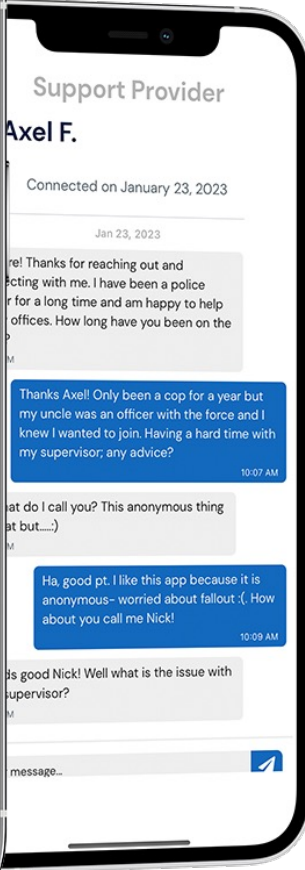 Support Provider
Axel F.
Connected on January 23, 2023
Jan 23, 2023
re! Thanks for reaching out and
ecting with me. I have been a police
r for a long time and am happy to help
offices. How long have you been on the
?
M
Thanks Axel! Only been a cop for a year but
my uncle was an officer with the force and I
knew I wanted to join. Having a hard time with
my supervisor; any advice?
10:07 AM
at do I call you? This anonymous thing
at but.....:)
M
Ha, good pt. I like this app because it is
anonymous- worried about fallout :(. How
about you call me Nick!
10:09 AM
ds good Nick! Well what is the issue with
supervisor?
M
message...